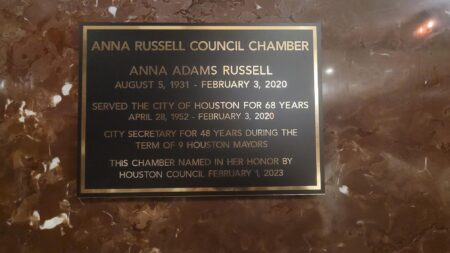 ANNA RUSSELL COUNCIL CHAMBER
ANNA ADAMS RUSSELL
AUGUST 5, 1931 - FEBRUARY 3, 2020
SERVED THE CITY OF HOUSTON FOR 68 YEARS
APRIL 28, 1952 - FEBRUARY 3, 2020
CITY SECRETARY FOR 48 YEARS DURING THE
TERM OF 9 HOUSTON MAYORS
THIS CHAMBER NAMED IN HER HONOR BY
HOUSTON COUNCIL FEBRUARY 1, 2023